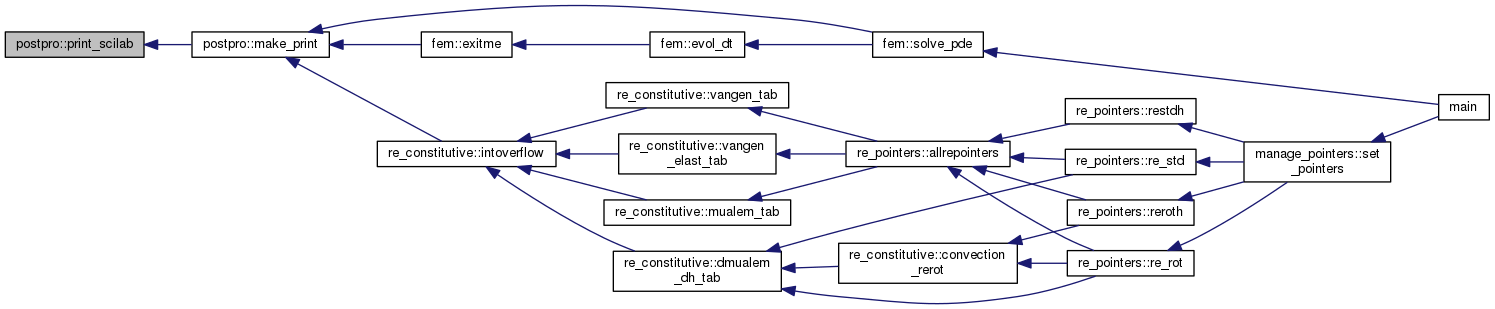 postpro::print_scilab
postpro::make_print
fem::exitme
fem::evol_dt
fem::solve_pde
main
re_constitutive::intoverflow
re_constitutive::vangen_tab
re_constitutive::vangen
_elast_tab
re_constitutive::mualem_tab
re_constitutive::dmualem
_dh_tab
re_pointers::allrepointers
re_constitutive::convection
_rerot
re_pointers::restdh
re_pointers::re_std
re_pointers::reroth
re_pointers::re_rot
manage_pointers::set
_pointers